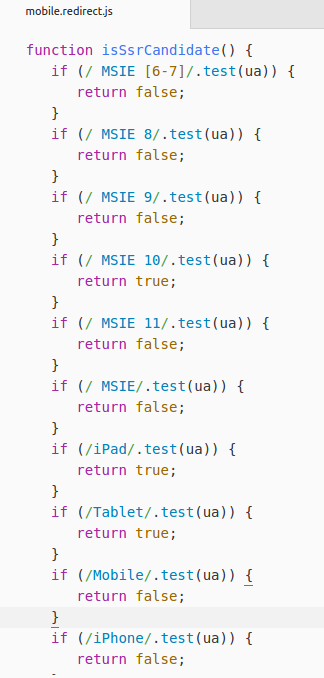 mobile.redirect.js
function isSsrCandidate() {
if (/ MSIE [6-7]/.test(ua)) {
return false;
}
if (/ MSIE 8/.test(ua)) {
return false;
}
if (/ MSIE 9/.test(ua)) {
return false;
}
if (/ MSIE 10/.test(ua)) {
return true;
}
if (/ MSIE 11/.test(ua)) {
return false;
}
if (/ MSIE/.test(ua)) {
return false;
}
if (/iPad/.test(ua)) {
return true;
}
if (/Tablet/.test(ua)) {
return true;
}
if (/Mobile/.test(ua)) {
return false;
}
if (/iPhone/.test(ua)) {
return false;